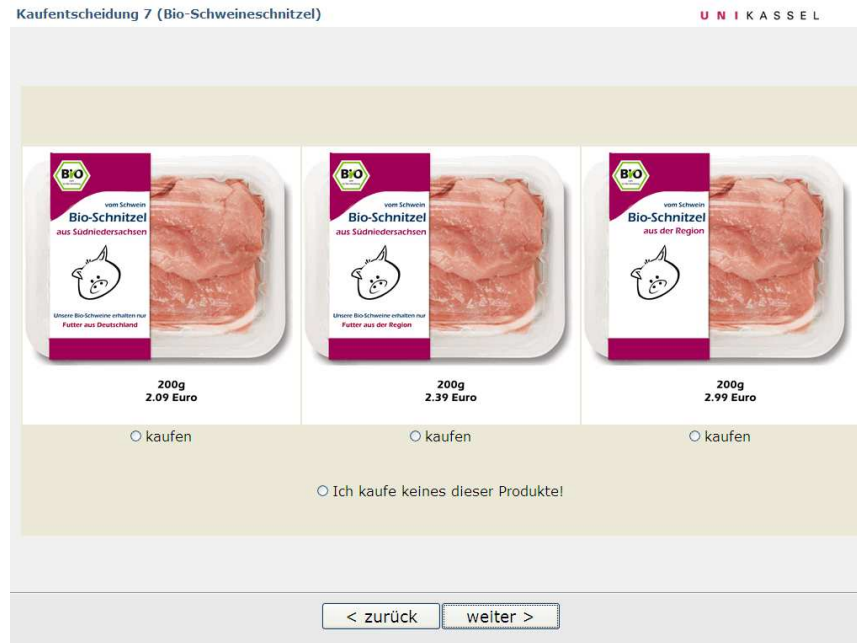 Kaufentscheidung 7 (Bio-Schweineschnitzel)
UNIKASSEL
BIO
vom Schwein
Bio-Schnitzel
aus Südniedersachsen
Unsere Bio-Schweine erhalten nur
Futter aus Deutschland
200g
2.09 Euro
kaufen
BIO
vom Schwein
Bio-Schnitzel
aus Südniedersachsen
Unsere Bio-Schweine erhalten nur
Futter aus der Region
200g
2.39 Euro
kaufen
BIO
vom Schwein
Bio-Schnitzel
aus der Region
200g
2.99 Euro
kaufen
Ich kaufe keines dieser Produkte!
< zurück
weiter >